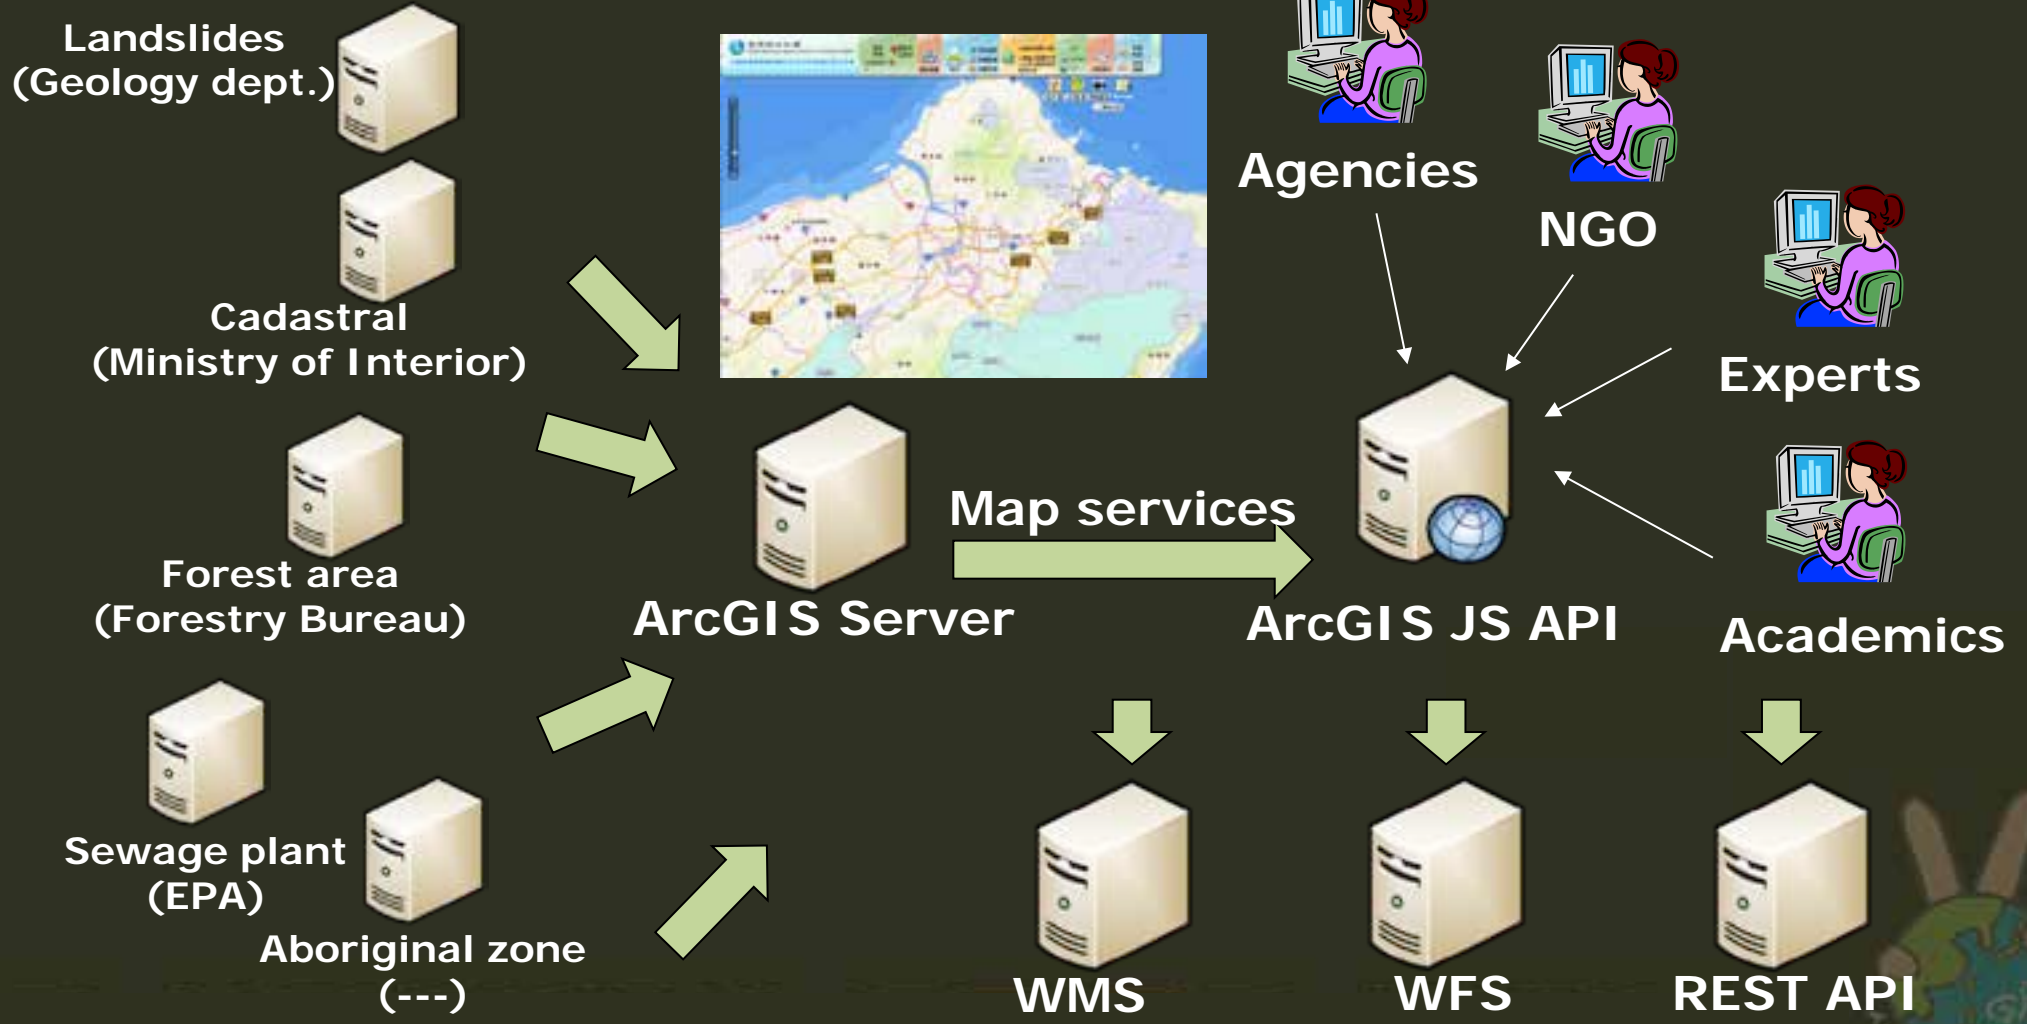 Landslides
(Geology dept.)
Cadastral
(Ministry of Interior)
Forest area
(Forestry Bureau)
Sewage plant
(EPA)
Aboriginal zone
(---)
ArcGIS Server
Map services
ArcGIS JS API
Agencies
NGO
Experts
Academics
WMS
WFS
REST API